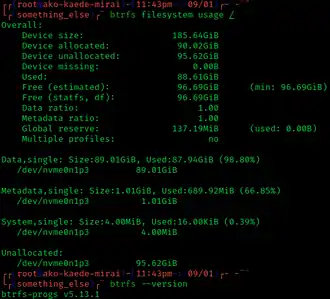 root ako-kaede-mirai - 11:43pm 09/01
something_else btrfs filesystem usage /
Overall:
Device size: 185.64GiB
Device allocated: 90.02GiB
Device unallocated: 95.62GiB
Device missing: 0.00B
Used: 88.61GiB
Free (estimated): 96.69GiB (min: 96.69GiB)
Free (statfs, df): 96.69GiB
Data ratio: 1.00
Metadata ratio: 1.00
Global reserve: 137.19MiB (used: 0.00B)
Multiple profiles: no
Data,single: Size:89.01GiB, Used:87.94GiB (98.80%)
/dev/nvme0n1p3 89.01GiB
Metadata,single: Size:1.01GiB, Used:689.92MiB (66.85%)
/dev/nvme0n1p3 1.01GiB
System,single: Size:4.00MiB, Used:16.00KiB (0.39%)
/dev/nvme0n1p3 4.00MiB
Unallocated:
/dev/nvme0n1p3 95.62GiB
root ako-kaede-mirai - 11:43pm 09/01
something_else btrfs --version
btrfs-progs v5.13.1